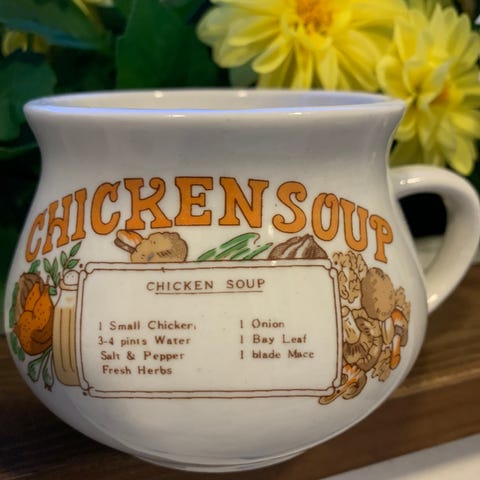 CHICKEN SOUP
CHICKEN SOUP
1 Small Chicken,
3-4 pints Water
Salt & Pepper
Fresh Herbs
1 Onion
1 Bay Leaf
1 blade Mace